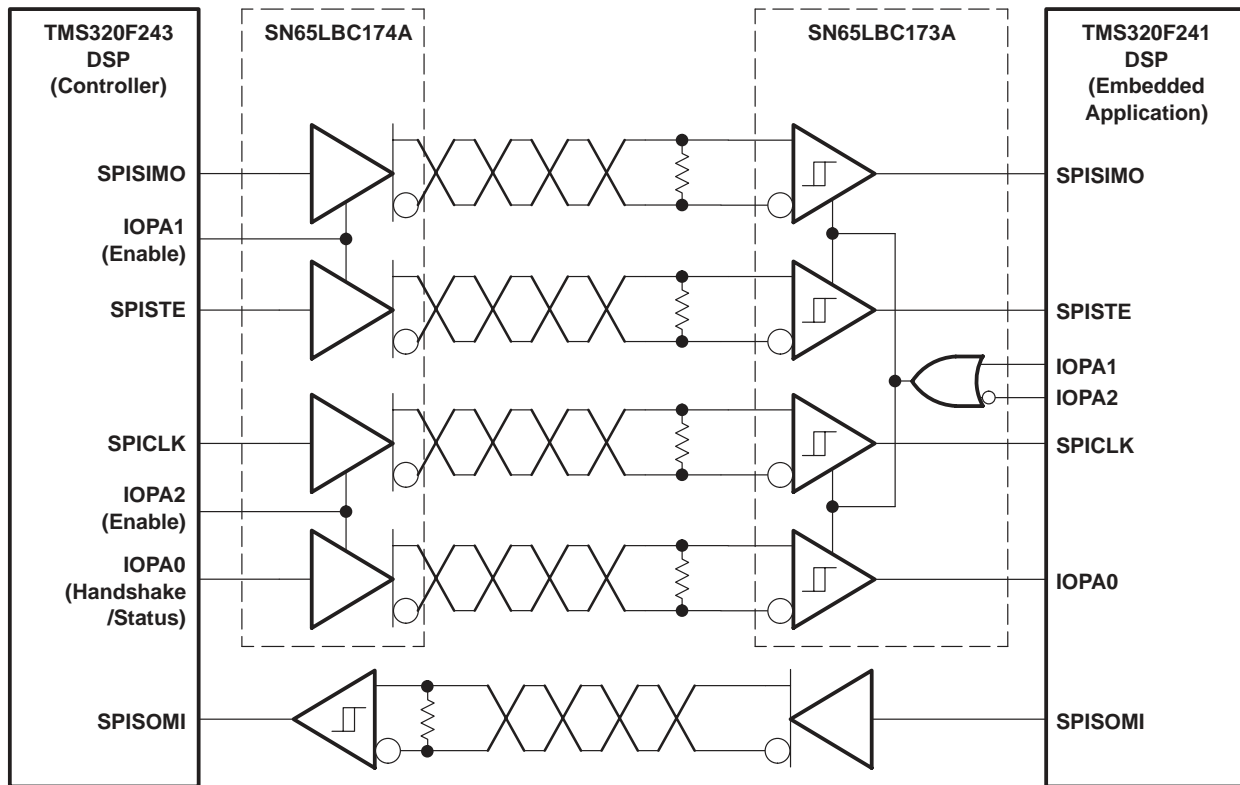 TMS320F243
DSP
(Controller)
SN65LBC174A
SN65LBC173A
TMS320F241
DSP
(Embedded
Application)
SPISIMO
IOPA1
(Enable)
SPISTE
SPICLK
IOPA2
(Enable)
IOPA0
(Handshake
/Status)
SPISOMI
SPISIMO
SPISTE
IOPA1
IOPA2
SPICLK
IOPA0
SPISOMI